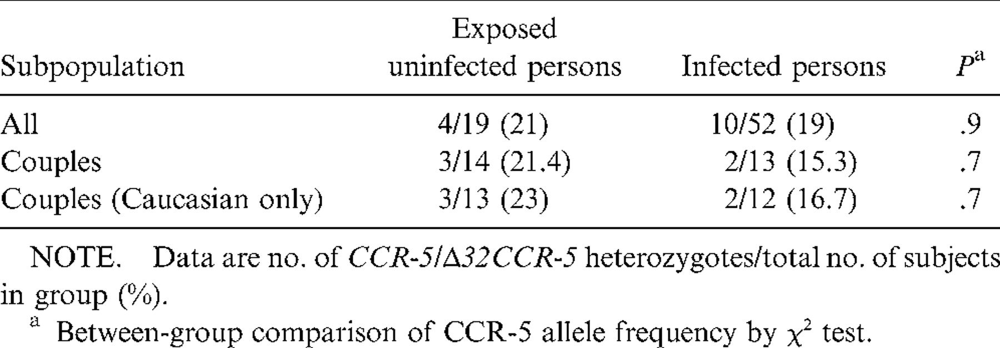 Exposed
Subpopulation uninfected persons Infected persons Pᵃ
All 4/19 (21) 10/52 (19) .9
Couples 3/14 (21.4) 2/13 (15.3) .7
Couples (Caucasian only) 3/13 (23) 2/12 (16.7) .7
NOTE. Data are no. of CCR-5/Δ32CCR-5 heterozygotes/total no. of subjects
in group (%).
ᵃ Between-group comparison of CCR-5 allele frequency by χ² test.